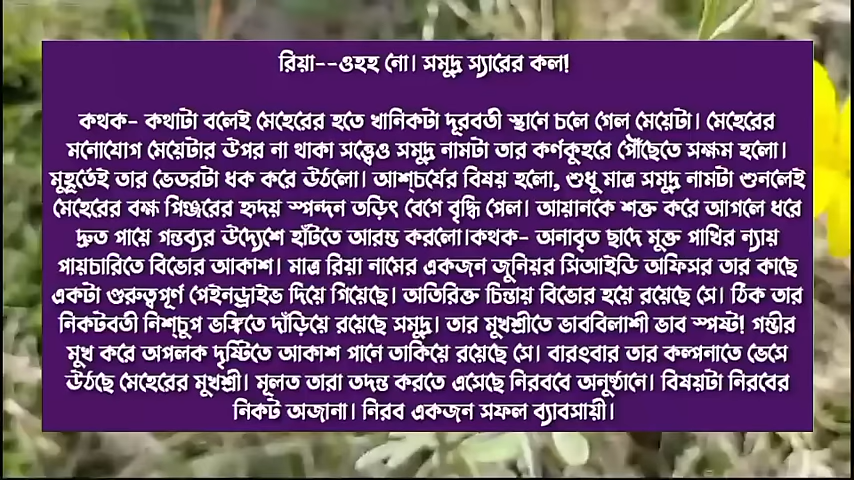 রিয়া--ওহহ নো। সমুদ্র স্যারের কল!
কথক- কথাটা বলেই মেহেরের হতে খানিকটা দূরবর্তী স্থানে চলে গেল মেয়েটা। মেহেরের
মনোযোগ মেয়েটার উপর না থাকা সত্ত্বেও সমুদ্র নামটা তার কর্ণকুহরে পৌঁছেতে সক্ষম হলো।
মুহূর্তেই তার ভেতরটা ধক করে উঠলো। আশ্চর্যের বিষয় হলো, শুধু মাত্র সমুদ্র নামটা শুনলেই
মেহেরের বক্ষ পিঞ্জরের হৃদয় স্পন্দন তড়িৎ বেগে বৃদ্ধি পেল। আয়ানকে শক্ত করে আগলে ধরে
দ্রুত পায়ে গন্তব্যর উদ্যেশে হাঁটতে আরম্ভ করলো।কথক- অনাবৃত ছাদে মুক্ত পাখির ন্যায়
পায়চারিতে বিভোর আকাশ। মাত্র রিয়া নামের একজন জুনিয়র সিআইডি অফিসর তার কাছে
একটা গুরুত্বপূর্ণ পেইনড্রাইভ দিয়ে গিয়েছে। অতিরিক্ত চিন্তায় বিভোর হয়ে রয়েছে সে। ঠিক তার
নিকটবর্তী নিশ্চুপ ভঙ্গিতে দাঁড়িয়ে রয়েছে সমুদ্র। তার মুখশ্রীতে ভাববিলাশী ভাব স্পষ্ট! গম্ভীর
মুখ করে অপলক দৃষ্টিতে আকাশ পানে তাকিয়ে রয়েছে সে। বারংবার তার কল্পনাতে ভেসে
উঠছে মেহেরের মুখশ্রী। মূলত তারা তদন্ত করতে এসেছে নিরববে অনুষ্ঠানে। বিষয়টা নিরবের
নিকট অজানা। নিরব একজন সফল ব্যাবসায়ী।